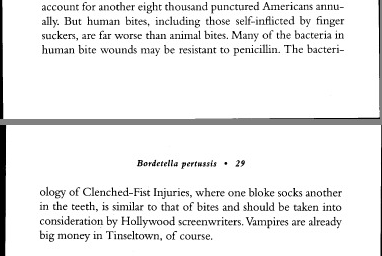 account for another eight thousand punctured Americans annu-
ally. But human bites, including those self-inflicted by finger
suckers, are far worse than animal bites. Many of the bacteria in
human bite wounds may be resistant to penicillin. The bacteri-
Bordetella pertussis • 29
ology of Clenched-Fist Injuries, where one bloke socks another
in the teeth, is similar to that of bites and should be taken into
consideration by Hollywood screenwriters. Vampires are already
big money in Tinseltown, of course.